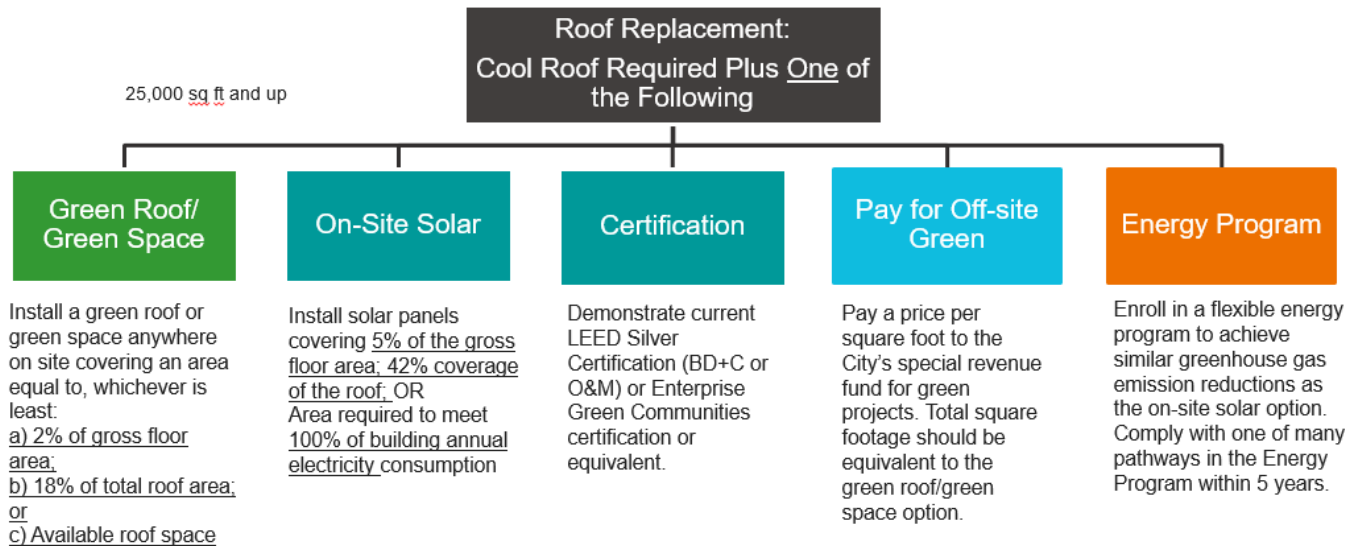 Roof Replacement:
Cool Roof Required Plus One of
the Following
25,000 sq ft and up
Green Roof/
Green Space
Install a green roof or
green space anywhere
on site covering an area
equal to, whichever is
least:
a) 2% of gross floor
area;
b) 18% of total roof area;
or
c) Available roof space
On-Site Solar
Install solar panels
covering 5% of the gross
floor area; 42% coverage
of the roof; OR
Area required to meet
100% of building annual
electricity consumption
Certification
Demonstrate current
LEED Silver
Certification (BD+C or
O&M) or Enterprise
Green Communities
certification or
equivalent.
Pay for Off-site
Green
Pay a price per
square foot to the
City's special revenue
fund for green
projects. Total square
footage should be
equivalent to the
green roof/green
space option.
Energy Program
Enroll in a flexible energy
program to achieve
similar greenhouse gas
emission reductions as
the on-site solar option.
Comply with one of many
pathways in the Energy
Program within 5 years.